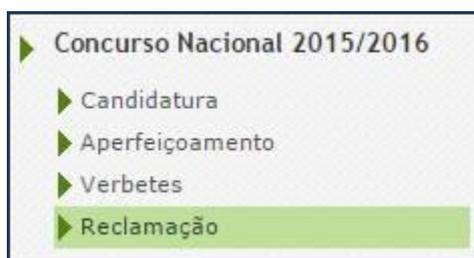 Concurso Nacional 2015/2016
Candidatura
Aperfeiçoamento
Verbetes
Reclamação